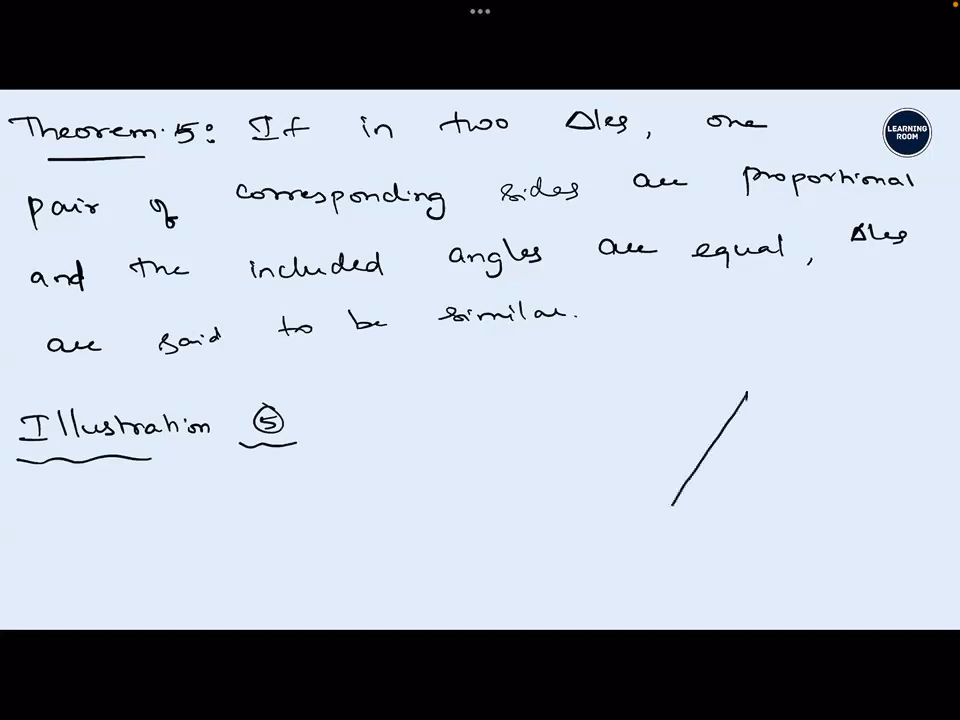 Theorem.5: If in two Δles, one
LEARNING
ROOM
pair of corresponding sides are proportional
and the included angles are equal, Δles
are said to be similar.
Illustration 5